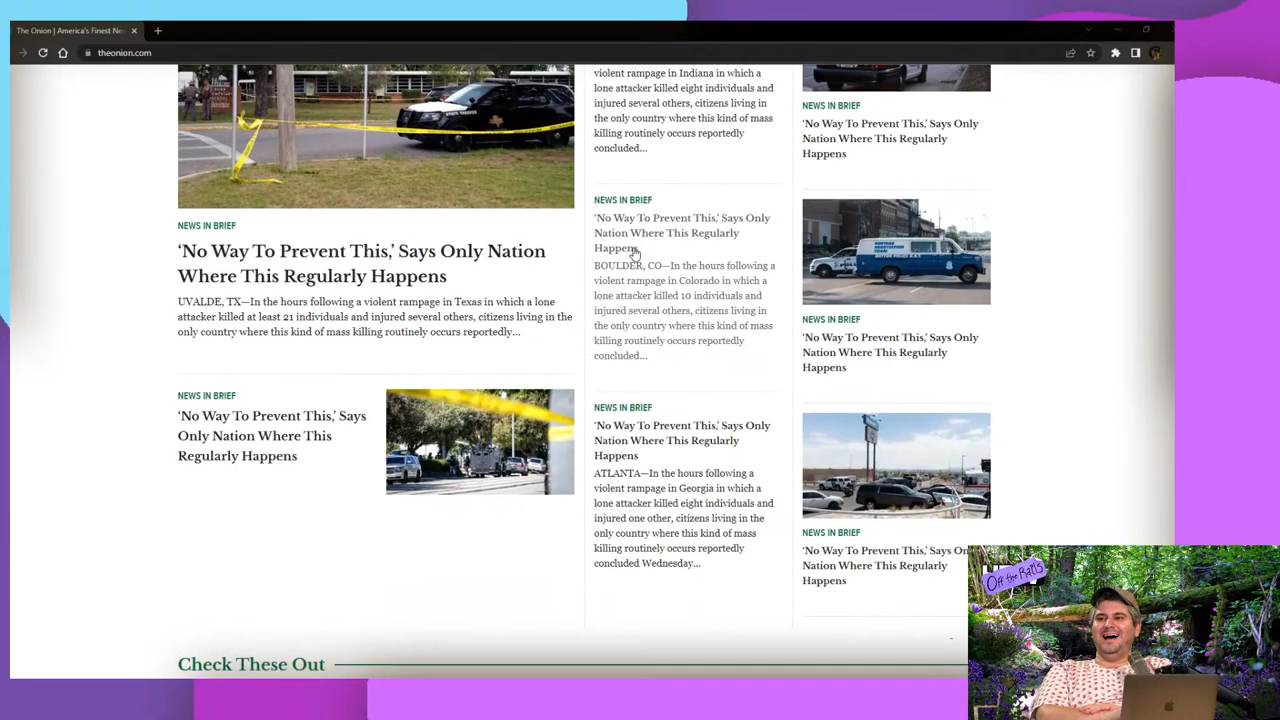 The Onion | America's Finest Ne
theonion.com
NEWS IN BRIEF
'No Way To Prevent This,' Says Only Nation
Where This Regularly Happens
UVALDE, TX—In the hours following a violent rampage in Texas in which a lone
attacker killed at least 21 individuals and injured several others, citizens living in the
only country where this kind of mass killing routinely occurs reportedly...
NEWS IN BRIEF
'No Way To Prevent This,' Says
Only Nation Where This
Regularly Happens
violent rampage in Indiana in which a
lone attacker killed eight individuals and
injured several others, citizens living in
the only country where this kind of mass
killing routinely occurs reportedly
concluded...
NEWS IN BRIEF
'No Way To Prevent This,' Says Only
Nation Where This Regularly
Happens
BOULDER, CO—In the hours following a
violent rampage in Colorado in which a
lone attacker killed 10 individuals and
injured several others, citizens living in
the only country where this kind of mass
killing routinely occurs reportedly
concluded...
NEWS IN BRIEF
'No Way To Prevent This,' Says Only
Nation Where This Regularly
Happens
ATLANTA—In the hours following a
violent rampage in Georgia in which a
lone attacker killed eight individuals and
injured one other, citizens living in the
only country where this kind of mass
killing routinely occurs reportedly
concluded Wednesday...
NEWS IN BRIEF
'No Way To Prevent This,' Says Only
Nation Where This Regularly
Happens
NEWS IN BRIEF
'No Way To Prevent This,' Says Only
Nation Where This Regularly
Happens
NEWS IN BRIEF
'No Way To Prevent This,' Says On
Nation Where This Regularly
Happens
Check These Out
Off the Rails